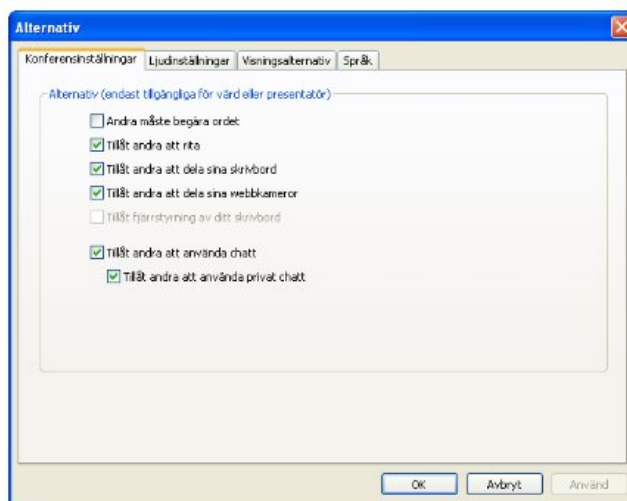 Alternativ
Konferensinställningar Ljudinställningar Visningsalternativ Språk
Alternativ (endast tillgängliga för värd eller presentatör)
Andra måste begära ordet
Tillåt andra att rita
Tillåt andra att dela sina skrivbord
Tillåt andra att dela sina webbkameror
Tillåt fjärrstyrning av ditt skrivbord
Tillåt andra att använda chatt
Tillåt andra att använda privat chatt
OK Avbryt Använd